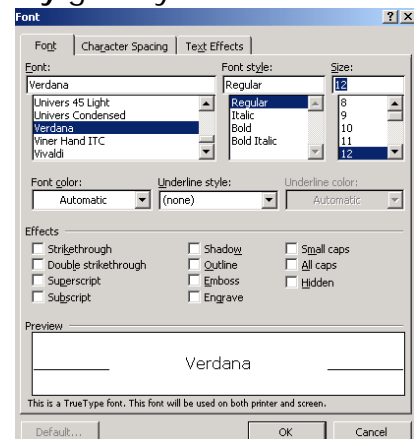 Font
Font Character Spacing Text Effects
Font: Font style: Size:
Verdana Regular 12
Univers 45 Light Regular 8
Univers Condensed Italic 9
Verdana Bold 10
Viner Hand ITC Bold Italic 11
Vivaldi 12
Font color: Underline style: Underline color:
Automatic (none) Automatic
Effects
Strikethrough Shadow Small caps
Double strikethrough Outline All caps
Superscript Emboss Hidden
Subscript Engrave
Preview
Verdana
This is a TrueType font. This font will be used on both printer and screen.
Default... OK Cancel